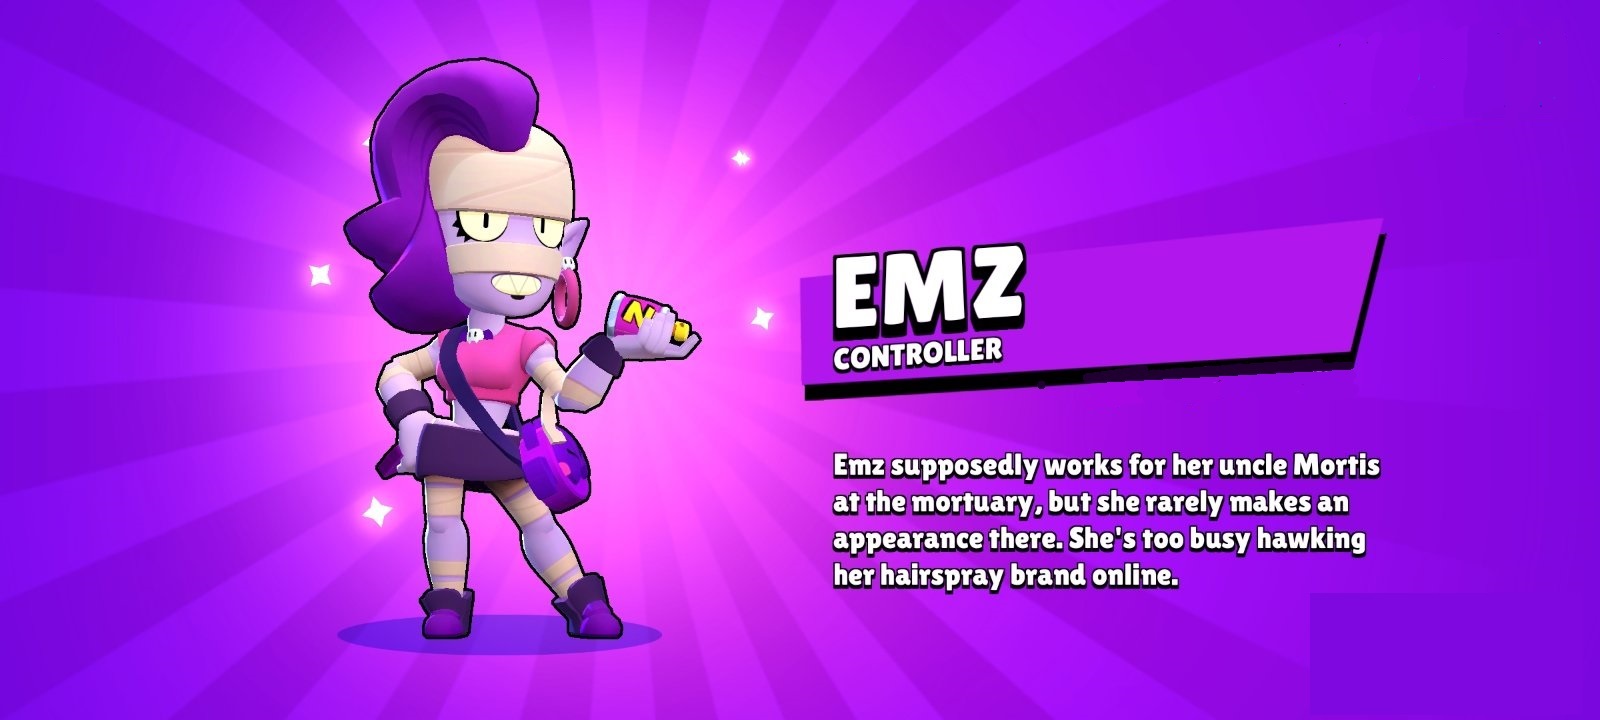 EMZ
CONTROLLER
Emz supposedly works for her uncle Mortis
at the mortuary, but she rarely makes an
appearance there. She's too busy hawking
her hairspray brand online.